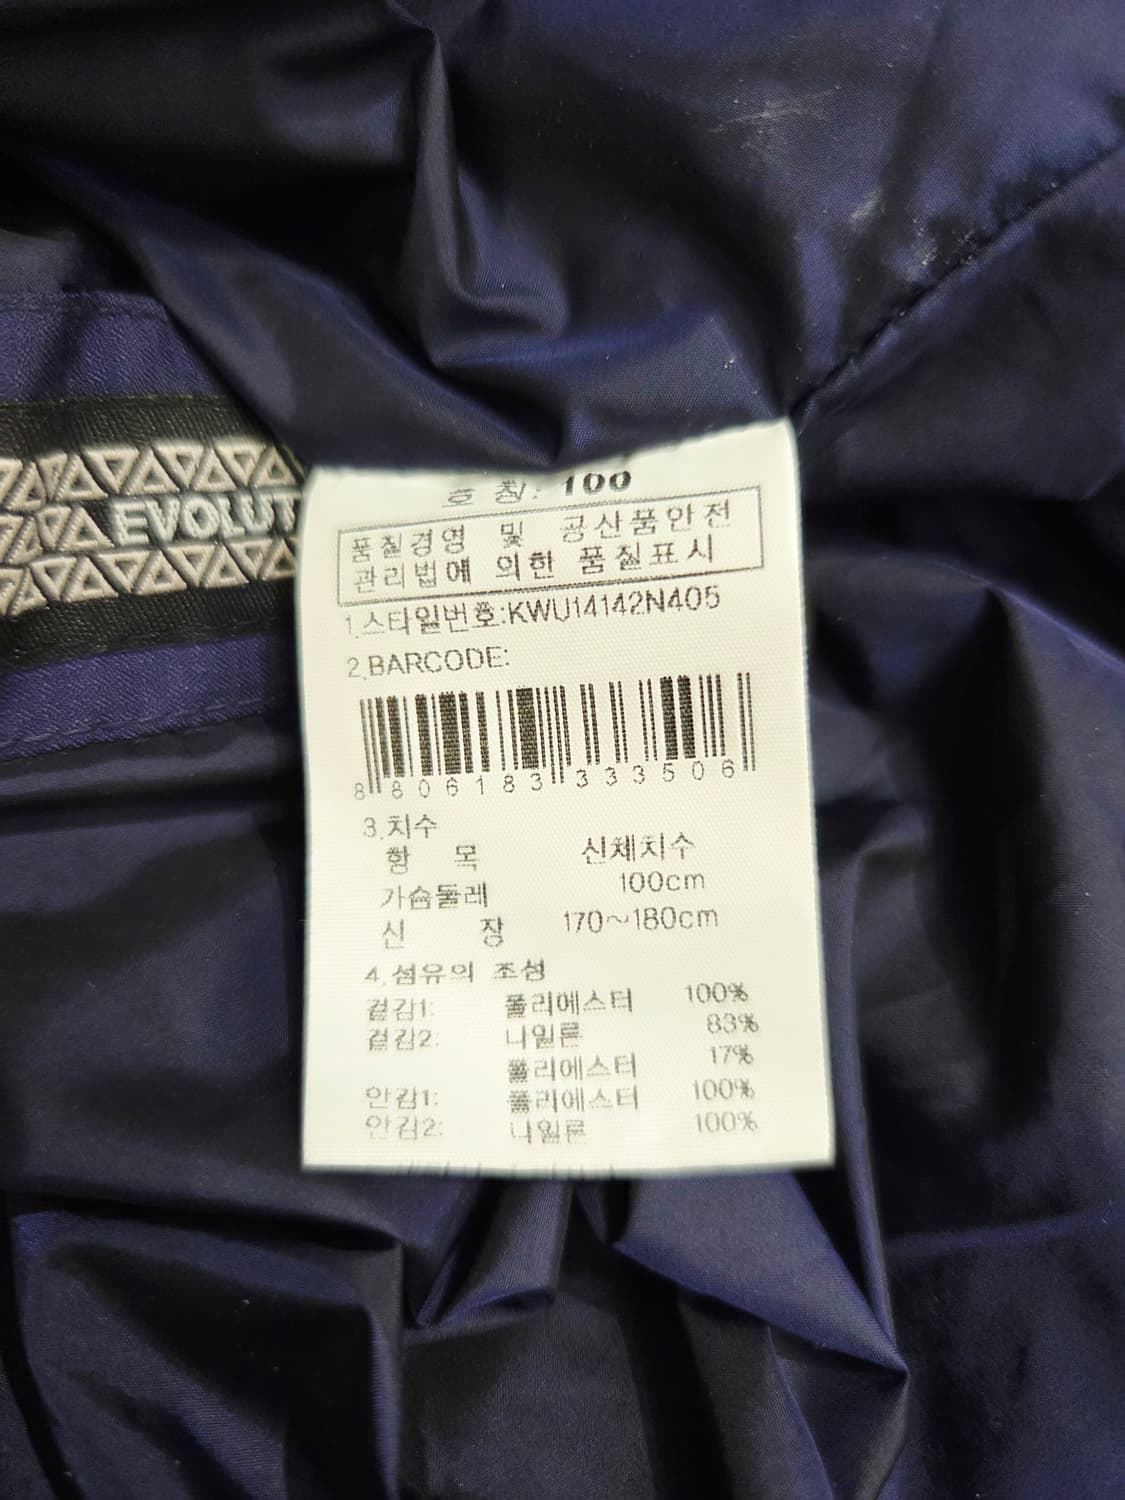 호 칭: 100
품질경영 및 공산품안전
관리법에 의한 품질표시
1.스타일번호:KWU14142N405
2.BARCODE:
8 806183 333506
3.치수
항 목 신체치수
가슴둘레 100cm
신 장 170~180cm
4.섬유의 조성
겉감1: 폴리에스터 100%
겉감2: 나일론 83%
폴리에스터 17%
안감1: 폴리에스터 100%
안감2: 나일론 100%
EVOLUT